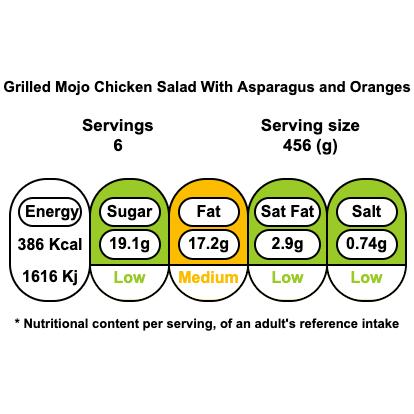 Grilled Mojo Chicken Salad With Asparagus and Oranges
Servings
6
Serving size
456 (g)
Energy
386 Kcal
1616 Kj
Sugar
19.1g
Low
Fat
17.2g
Medium
Sat Fat
2.9g
Low
Salt
0.74g
Low
* Nutritional content per serving, of an adult's reference intake